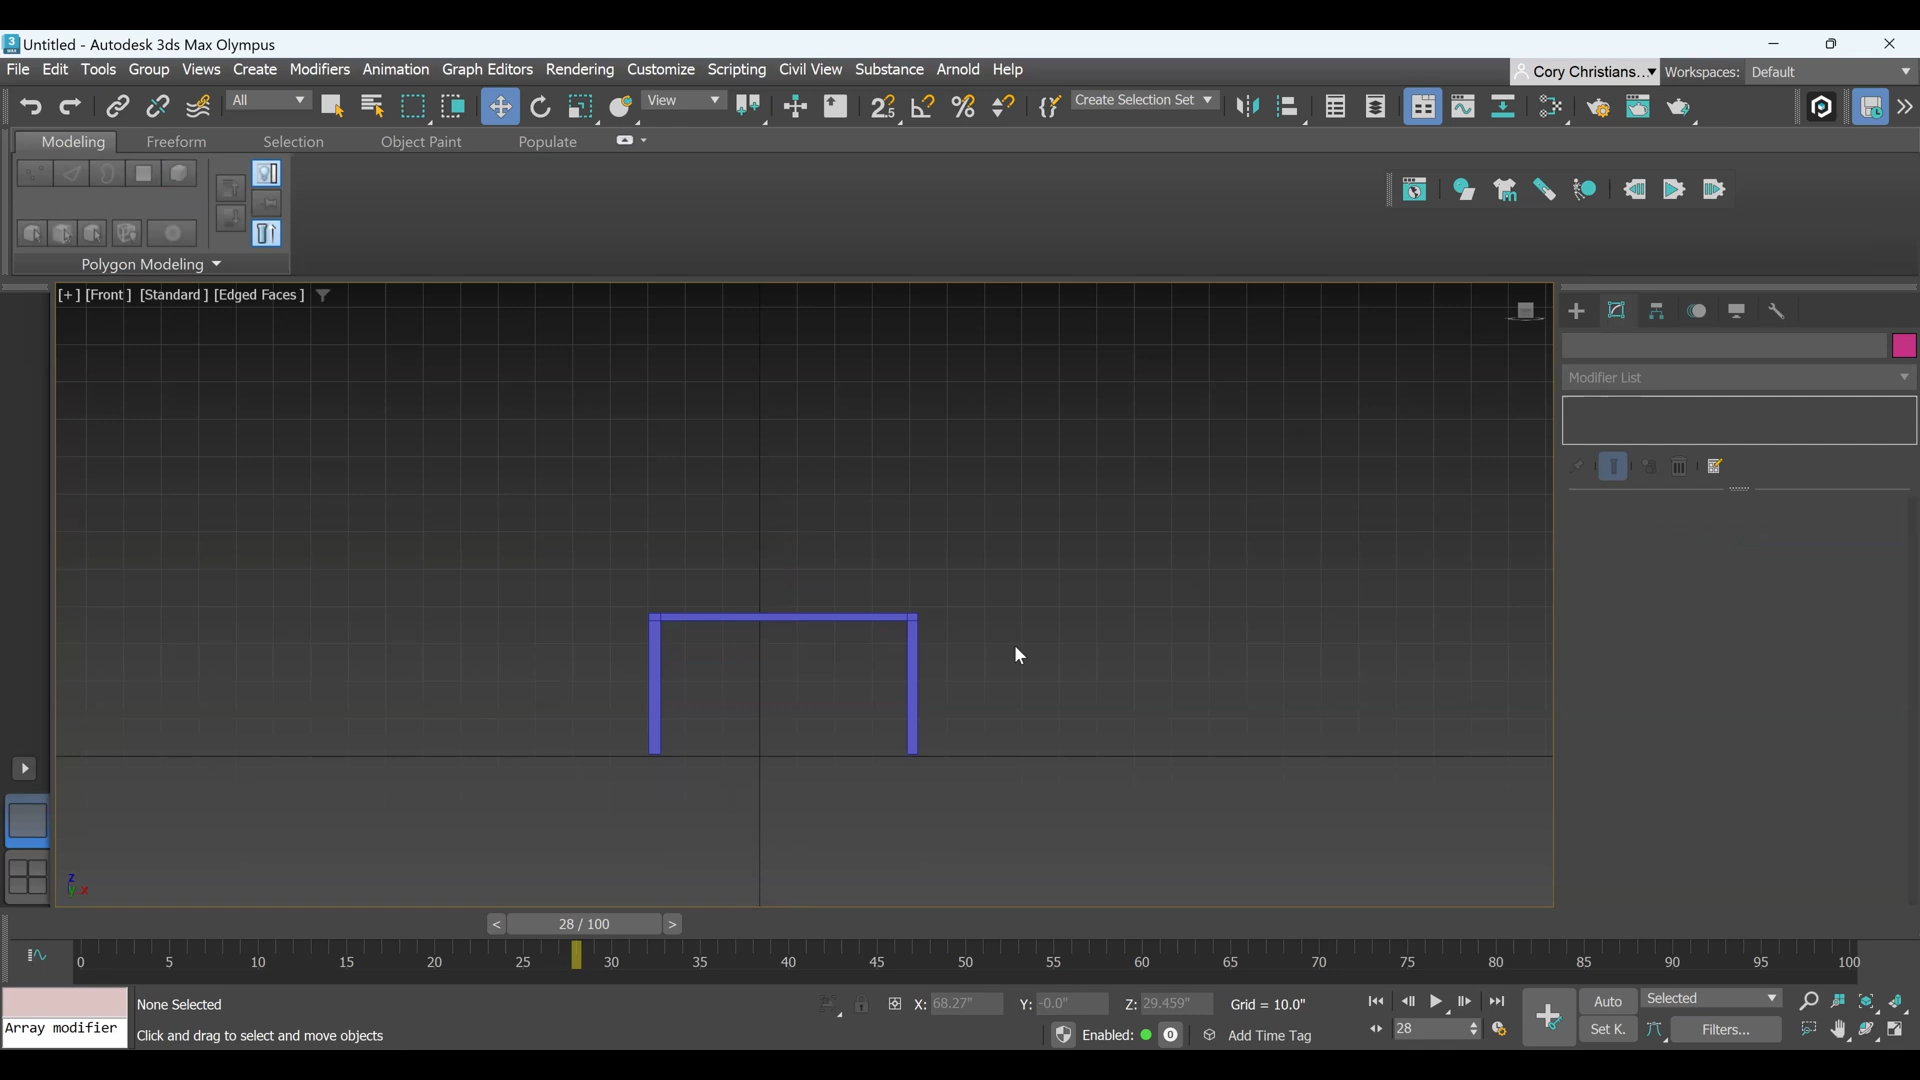 Untitled - Autodesk 3ds Max Olympus
File Edit Tools Group Views Create Modifiers Animation Graph Editors Rendering Customize Scripting Civil View Substance Arnold Help
Cory Christians... Workspaces: Default
All View Create Selection Set
Modeling Freeform Selection Object Paint Populate
Polygon Modeling
[+] [Front] [Standard] [Edged Faces]
Modifier List
z
y x
< 28 / 100 >
0 5 10 15 20 25 30 35 40 45 50 55 60 65 70 75 80 85 90 95 100
None Selected X: 68.27" Y: -0.0" Z: 29.459" Grid = 10.0" Auto Selected
Array modifier Click and drag to select and move objects Enabled: 0 Add Time Tag 28 Set K. Filters...